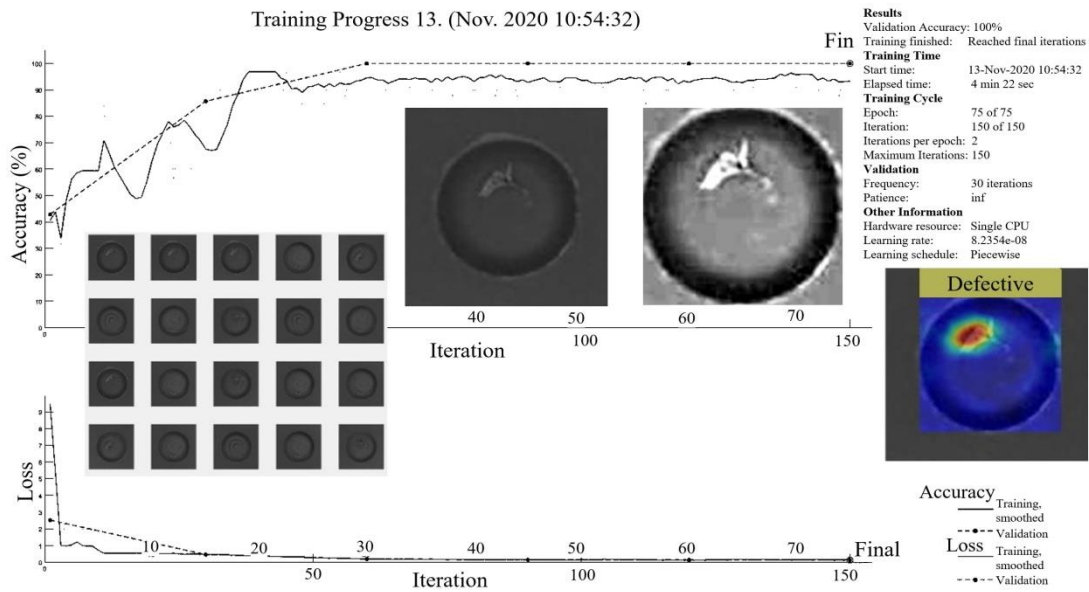 Training Progress 13. (Nov. 2020 10:54:32)
Results
Validation Accuracy: 100%
Training finished: Reached final iterations
Training Time
Start time: 13-Nov-2020 10:54:32
Elapsed time: 4 min 22 sec
Training Cycle
Epoch: 75 of 75
Iteration: 150 of 150
Iterations per epoch: 2
Maximum Iterations: 150
Validation
Frequency: 30 iterations
Patience: inf
Other Information
Hardware resource: Single CPU
Learning rate: 8.2354e-08
Learning schedule: Piecewise
Fin
Accuracy (%)
100
90
80
70
60
50
40
30
20
10
0
0
40 50 60 70
100 150
Iteration
Defective
Loss
9
8
7
6
5
4
3
2
1
0
0
10 20 30 40 50 60 70 Final
50 100 150
Iteration
Accuracy
Training, smoothed
Validation
Loss
Training, smoothed
Validation